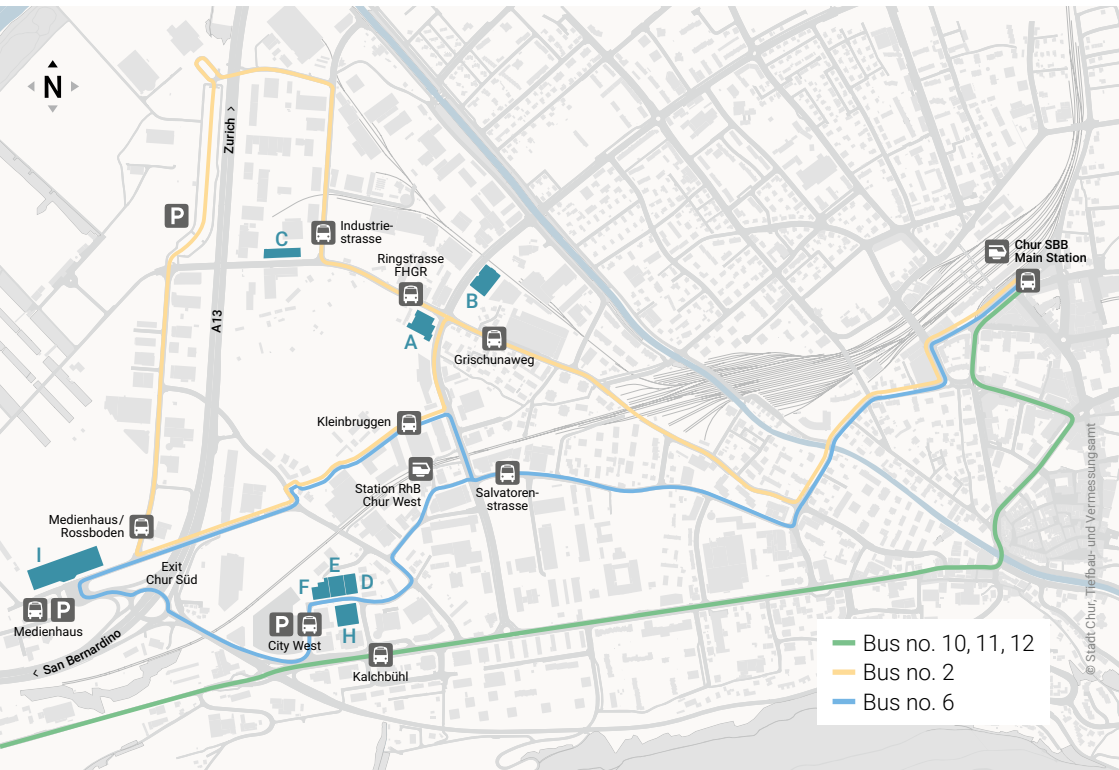 N
Zurich >
P
C
Industrie-
strasse
Ringstrasse
FHGR
B
Chur SBB
Main Station
A13
A
Grischunaweg
Kleinbruggen
Station RhB
Chur West
Salvatoren-
strasse
Medienhaus/
Rossboden
I
Exit
Chur Süd
E
F
D
P
Medienhaus
P
City West
H
Kalchbühl
< San Bernardino
Bus no. 10, 11, 12
Bus no. 2
Bus no. 6
© Stadt Chur, Tiefbau- und Vermessungsamt